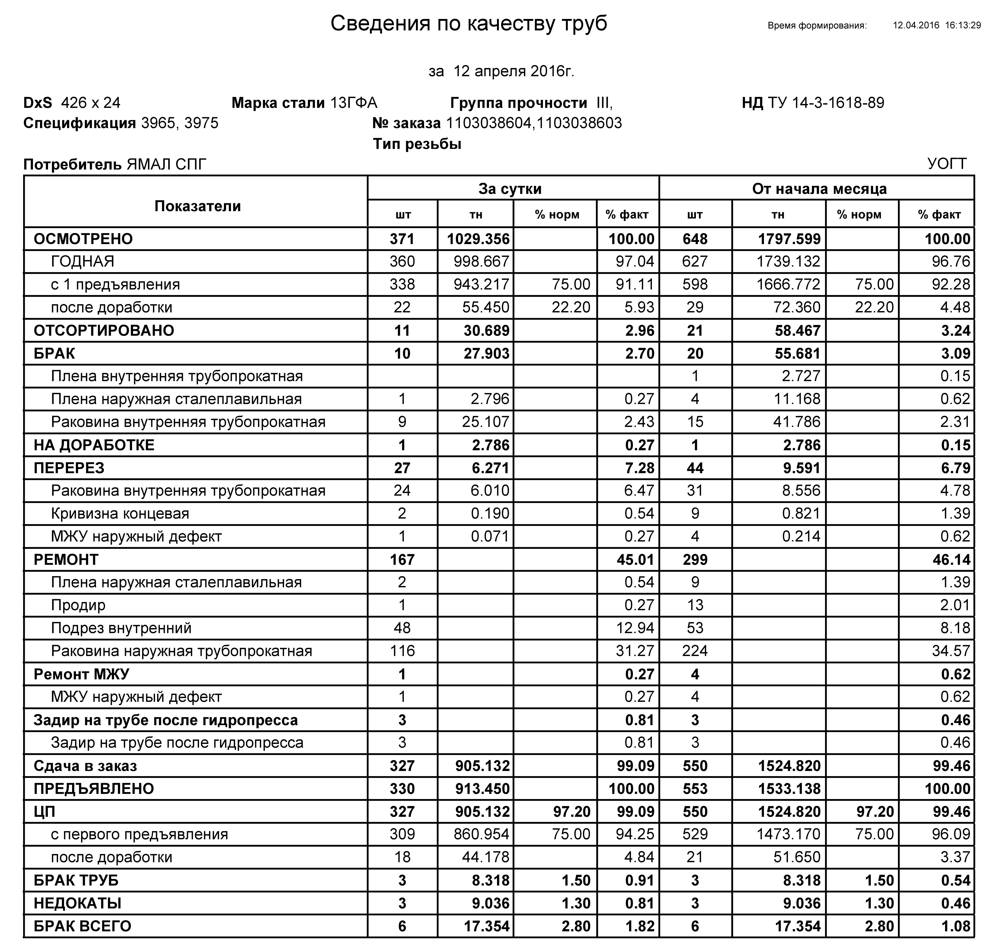 Сведения по качеству труб Время формирования: 12.04.2016 16:13:29
за 12 апреля 2016г.
DxS 426 x 24 Марка стали 13ГФА Группа прочности III, НД ТУ 14-3-1618-89
Спецификация 3965, 3975 № заказа 1103038604,1103038603
Тип резьбы
Потребитель ЯМАЛ СПГ УОГТ
Показатели За сутки От начала месяца
шт тн % норм % факт шт тн % норм % факт
ОСМОТРЕНО 371 1029.356 100.00 648 1797.599 100.00
ГОДНАЯ 360 998.667 97.04 627 1739.132 96.76
с 1 предъявления 338 943.217 75.00 91.11 598 1666.772 75.00 92.28
после доработки 22 55.450 22.20 5.93 29 72.360 22.20 4.48
ОТСОРТИРОВАНО 11 30.689 2.96 21 58.467 3.24
БРАК 10 27.903 2.70 20 55.681 3.09
Плена внутренняя трубопрокатная 1 2.727 0.15
Плена наружная сталеплавильная 1 2.796 0.27 4 11.168 0.62
Раковина внутренняя трубопрокатная 9 25.107 2.43 15 41.786 2.31
НА ДОРАБОТКЕ 1 2.786 0.27 1 2.786 0.15
ПЕРЕРЕЗ 27 6.271 7.28 44 9.591 6.79
Раковина внутренняя трубопрокатная 24 6.010 6.47 31 8.556 4.78
Кривизна концевая 2 0.190 0.54 9 0.821 1.39
МЖУ наружный дефект 1 0.071 0.27 4 0.214 0.62
РЕМОНТ 167 45.01 299 46.14
Плена наружная сталеплавильная 2 0.54 9 1.39
Продир 1 0.27 13 2.01
Подрез внутренний 48 12.94 53 8.18
Раковина наружная трубопрокатная 116 31.27 224 34.57
Ремонт МЖУ 1 0.27 4 0.62
МЖУ наружный дефект 1 0.27 4 0.62
Задир на трубе после гидропресса 3 0.81 3 0.46
Задир на трубе после гидропресса 3 0.81 3 0.46
Сдача в заказ 327 905.132 99.09 550 1524.820 99.46
ПРЕДЪЯВЛЕНО 330 913.450 100.00 553 1533.138 100.00
ЦП 327 905.132 97.20 99.09 550 1524.820 97.20 99.46
с первого предъявления 309 860.954 75.00 94.25 529 1473.170 75.00 96.09
после доработки 18 44.178 4.84 21 51.650 3.37
БРАК ТРУБ 3 8.318 1.50 0.91 3 8.318 1.50 0.54
НЕДОКАТЫ 3 9.036 1.30 0.81 3 9.036 1.30 0.46
БРАК ВСЕГО 6 17.354 2.80 1.82 6 17.354 2.80 1.08